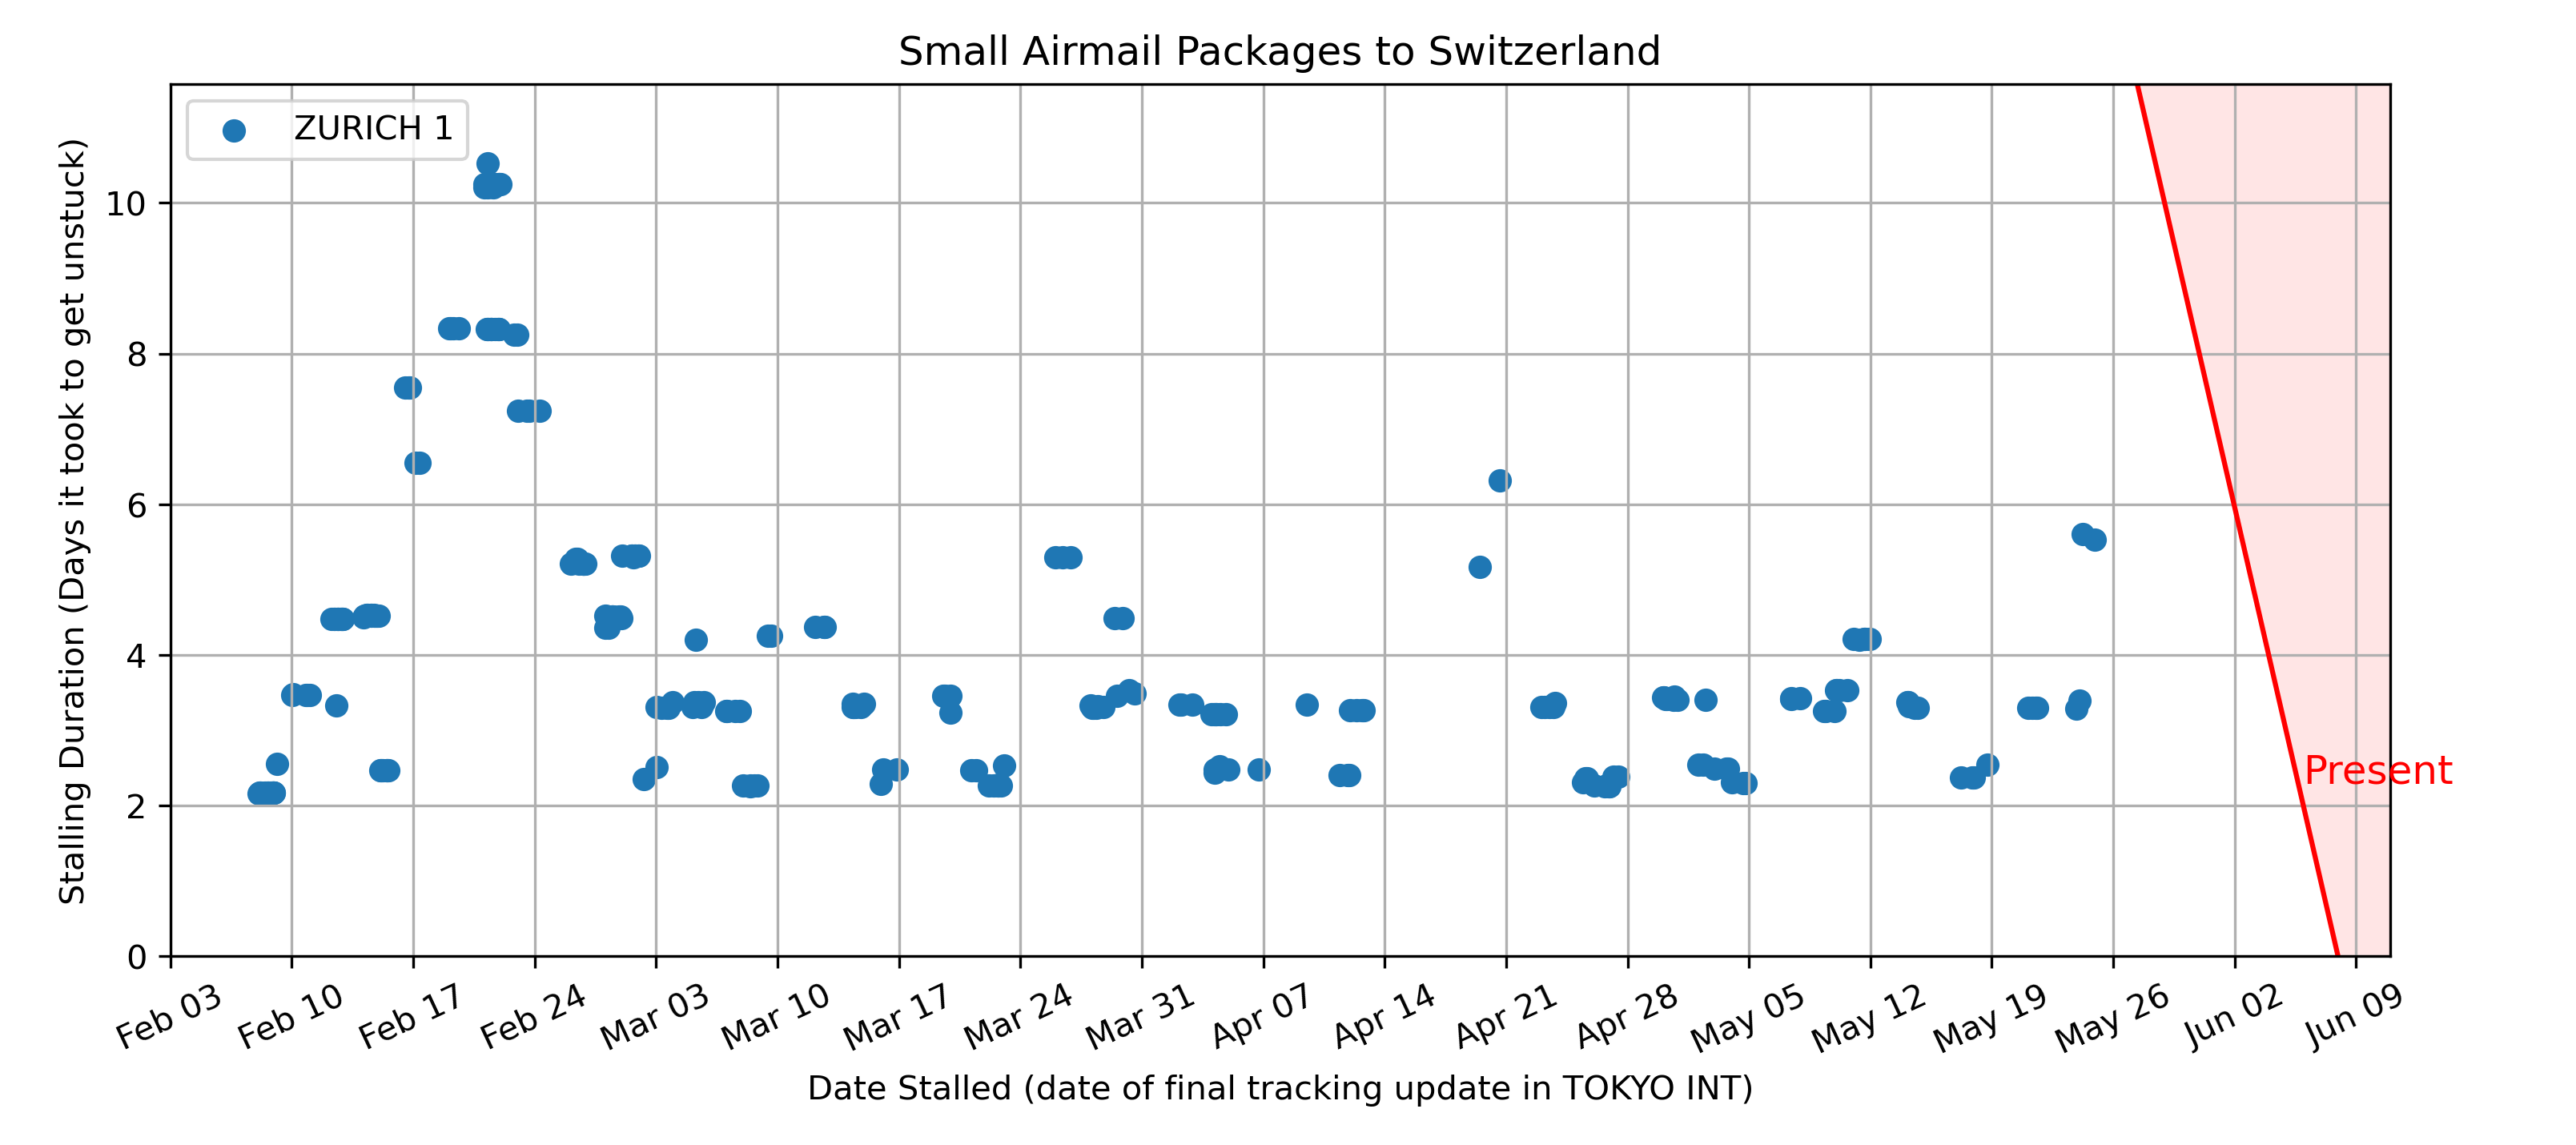 Small Airmail Packages to Switzerland
ZURICH 1
Stalling Duration (Days it took to get unstuck)
10
8
6
4
2
0
Present
Feb 03
Feb 10
Feb 17
Feb 24
Mar 03
Mar 10
Mar 17
Mar 24
Mar 31
Apr 07
Apr 14
Apr 21
Apr 28
May 05
May 12
May 19
May 26
Jun 02
Jun 09
Date Stalled (date of final tracking update in TOKYO INT)